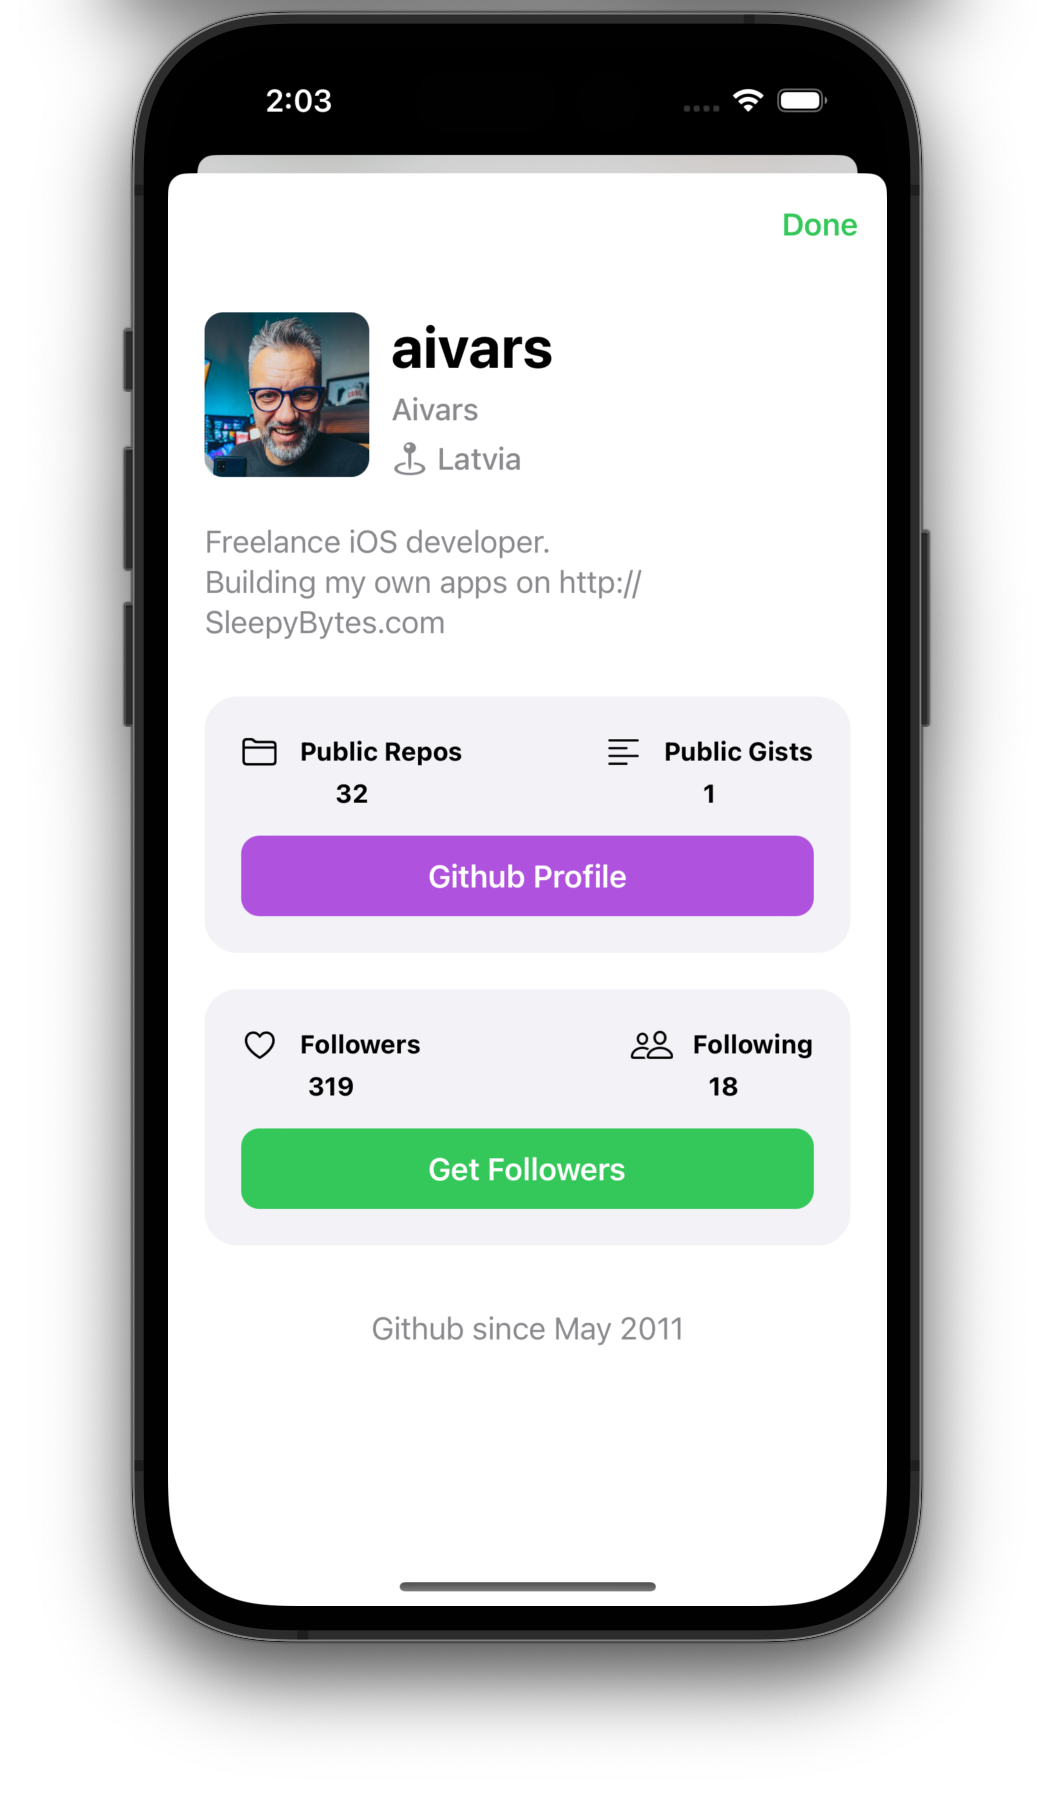 2:03
Done
aivars
Aivars
Latvia
Freelance iOS developer.
Building my own apps on http://
SleepyBytes.com
Public Repos
32
Public Gists
1
Github Profile
Followers
319
Following
18
Get Followers
Github since May 2011